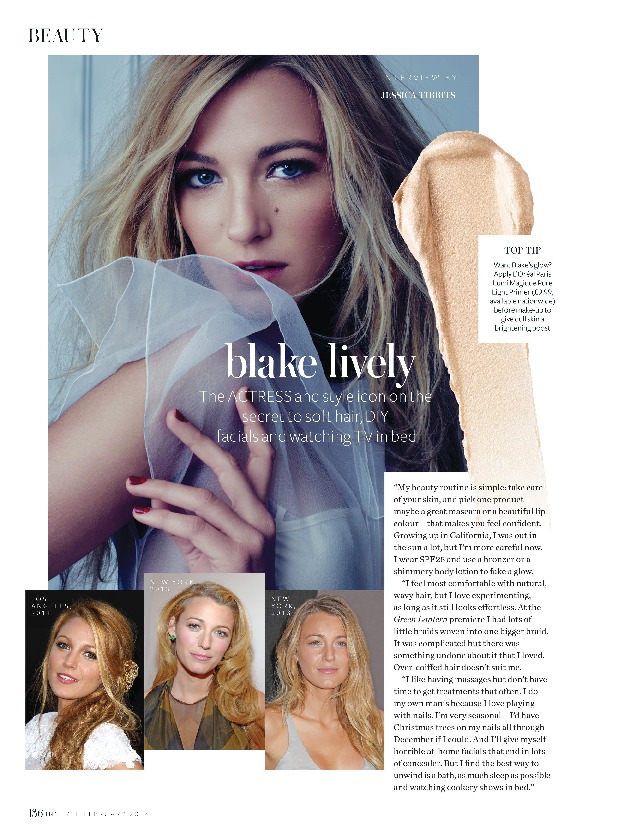 BEAUTY
INTERVIEW BY
JESSICA TIBBITS
TOP TIP
Want Blake's glow?
Apply L'Oréal Paris
Lumi Magique Pure
Light Primer (£9.99,
available nationwide)
before make-up to
give dull skin a
brightening boost
blake lively
The ACTRESS and style icon on the
secret to soft hair, DIY
facials and watching TV in bed
LOS
ANGELES,
2011
NEW YORK,
2013
NEW
YORK,
2013
"My beauty routine is simple: take care
of your skin, and pick one product –
maybe a great mascara or a beautiful lip
colour – that makes you feel confident.
Growing up in California, I was out in
the sun a lot, but I'm more careful now.
I wear SPF25 and use a bronzer or a
shimmery body lotion to fake a glow.
"I feel most comfortable with natural,
wavy hair, but I love experimenting,
as long as it still looks effortless. At the
Green Lantern premiere I had lots of
little braids woven into one bigger braid.
It was complicated but there was
something undone about it that I loved.
Over-coiffed hair doesn't suit me.
"I like having massages but don't have
time to get treatments that often. I do
my own manis because I love playing
with nails. I'm very seasonal – I'd have
Christmas trees on my nails all through
December if I could. And I'll give myself
horrible at-home facials that end in lots
of concealer. But I find the best way to
unwind is a bath, as much sleep as possible
and watching cookery shows in bed."
136